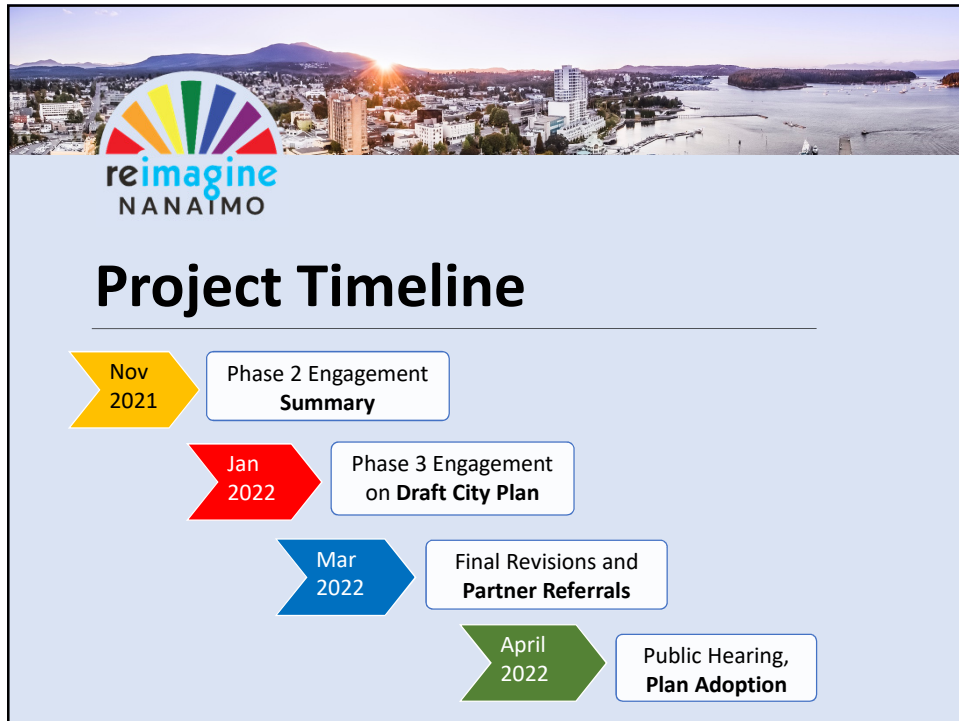 reimagine
NANAIMO
Project Timeline
Nov
2021
Phase 2 Engagement
Summary
Jan
2022
Phase 3 Engagement
on Draft City Plan
Mar
2022
Final Revisions and
Partner Referrals
April
2022
Public Hearing,
Plan Adoption